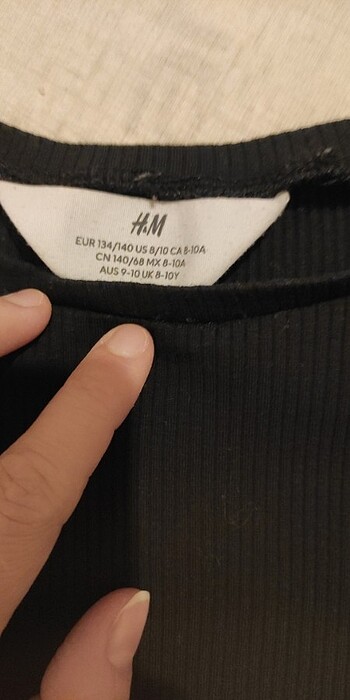 H&M
EUR 134/140 US 8/10 CA 8-10A
CN 140/68 MX 8-10A
AUS 9-10 UK 8-10Y